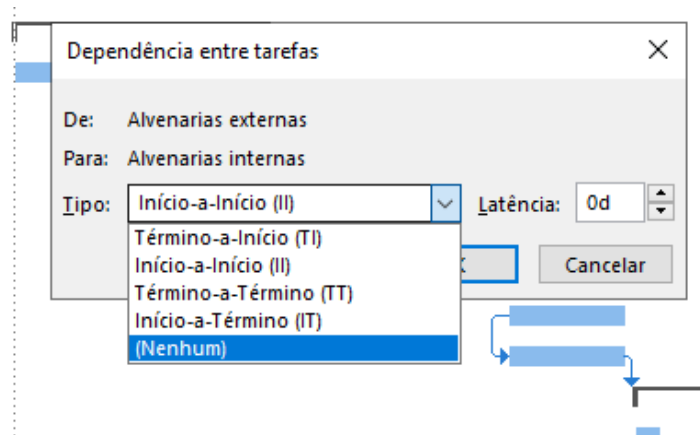 Dependência entre tarefas
De: Alvenarias externas
Para: Alvenarias internas
Tipo: Início-a-Início (II) Latência: 0d
Término-a-Início (TI)
Início-a-Início (II)
Término-a-Término (TT)
Início-a-Término (IT)
(Nenhum)
Cancelar